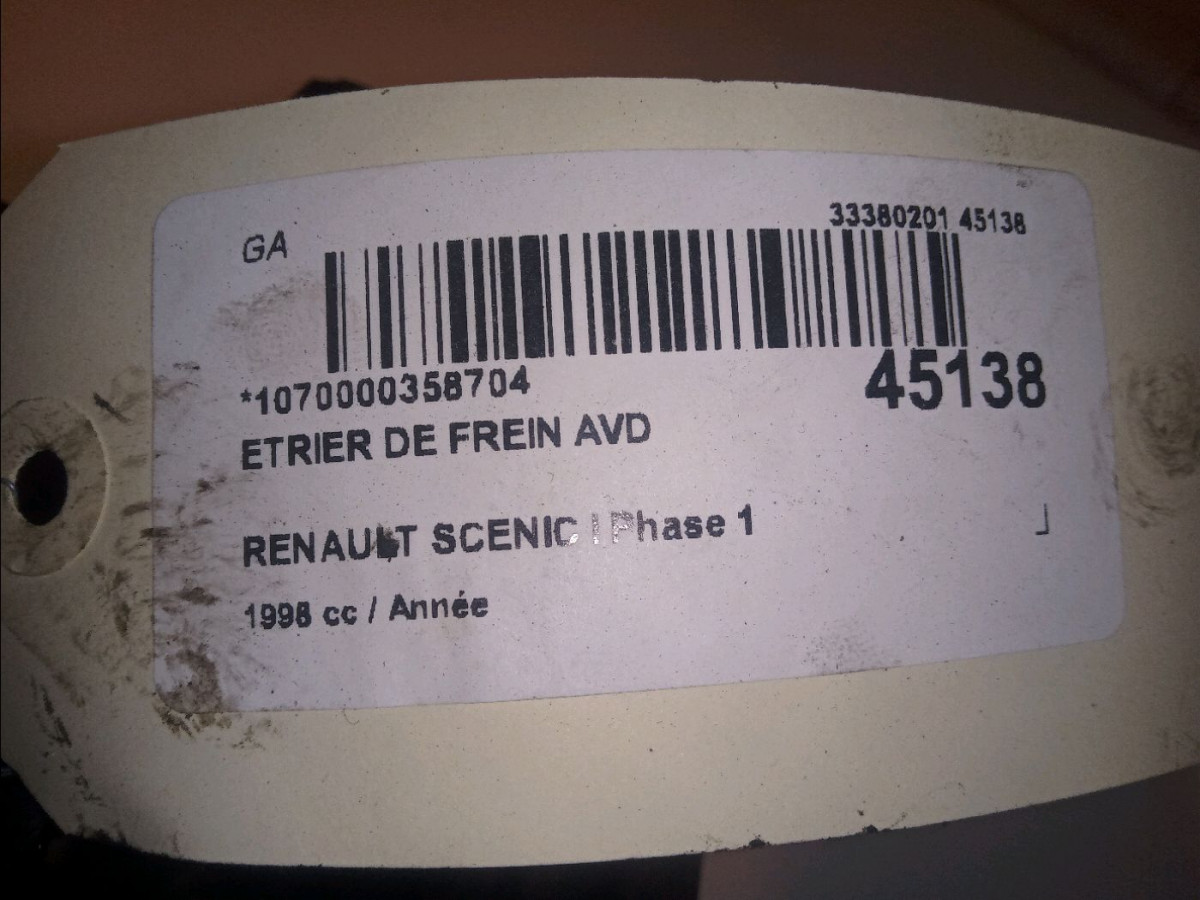 GA
33380201 45138
*1070000358704
45138
ETRIER DE FREIN AVD
RENAULT SCENIC I Phase 1
1998 cc / Année